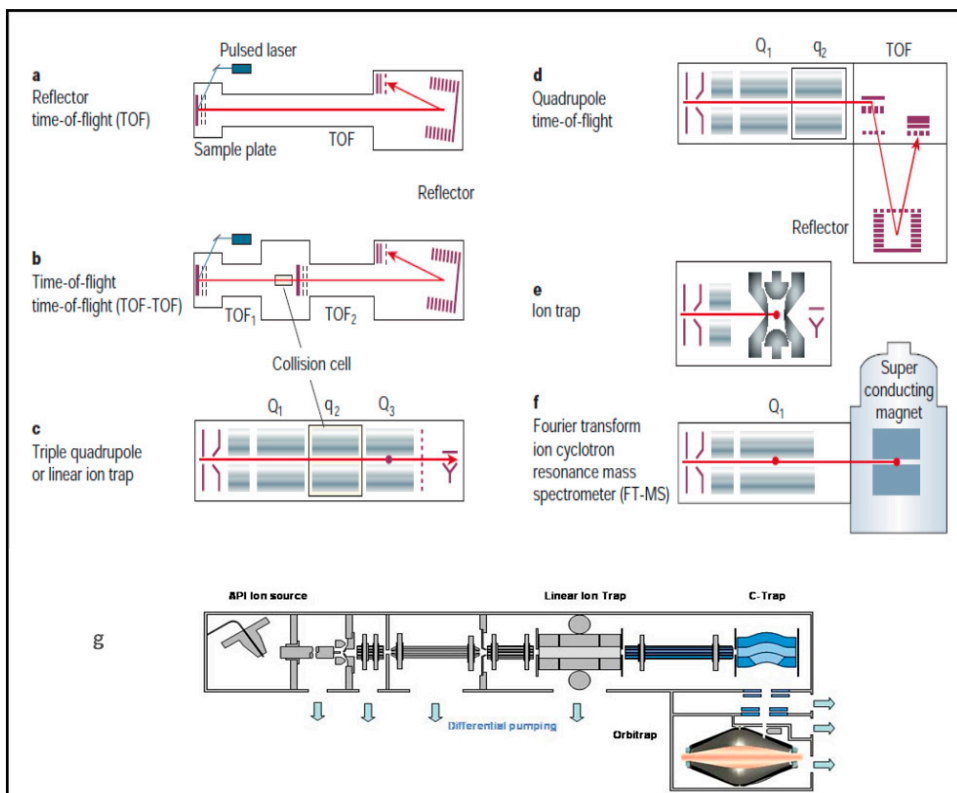 Pulsed laser
a
Reflector
time-of-flight (TOF)
Sample plate
TOF
Reflector
b
Time-of-flight
time-of-flight (TOF-TOF)
TOF₁
TOF₂
Collision cell
c
Triple quadrupole
or linear ion trap
Q₁
q₂
Q₃
d
Quadrupole
time-of-flight
Q₁
q₂
TOF
Reflector
e
Ion trap
f
Fourier transform
ion cyclotron
resonance mass
spectrometer (FT-MS)
Q₁
Super
conducting
magnet
g
API Ion source
Linear Ion Trap
C-Trap
Differential pumping
Orbitrap